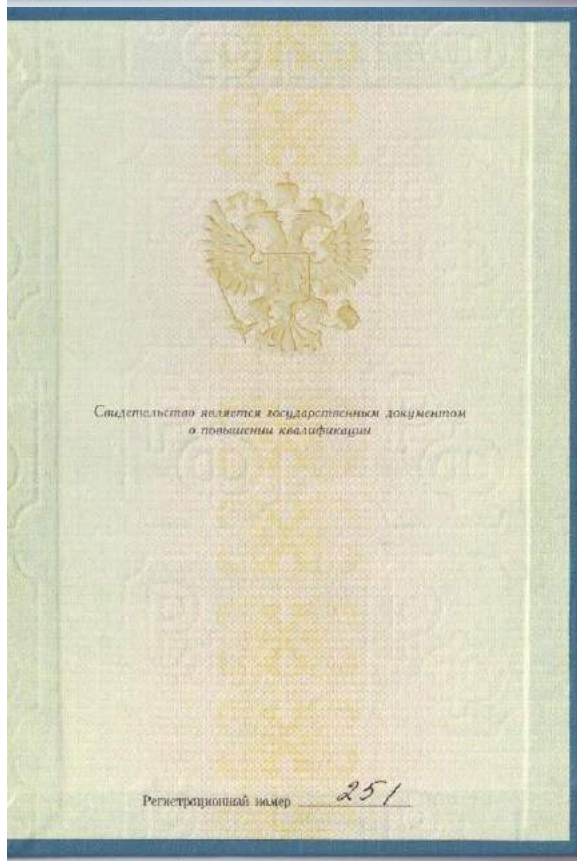 Свидетельство является государственным документом
о повышении квалификации
Регистрационный номер 251